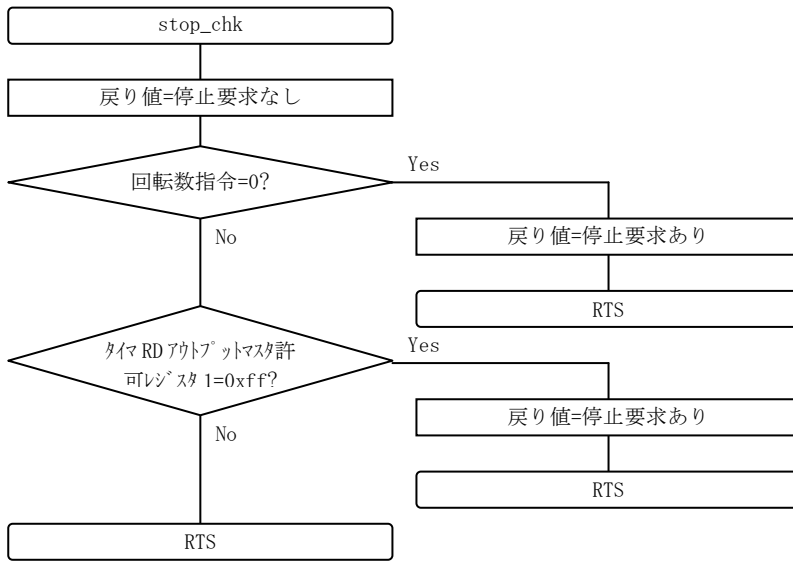 stop_chk
戻り値=停止要求なし
回転数指令=0?
Yes
No
戻り値=停止要求あり
RTS
ﾀｲﾏ RD ｱｳﾄﾌﾟｯﾄﾏｽﾀ許
可ﾚｼﾞｽﾀ 1=0xff?
Yes
No
戻り値=停止要求あり
RTS
RTS